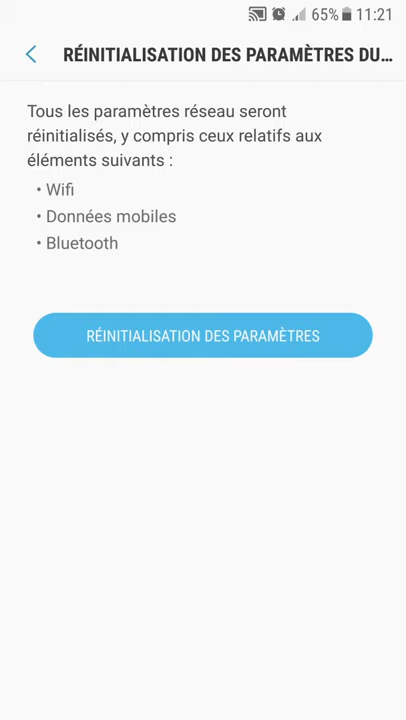 65% 11:21
RÉINITIALISATION DES PARAMÈTRES DU...
Tous les paramètres réseau seront
réinitialisés, y compris ceux relatifs aux
éléments suivants :
• Wifi
• Données mobiles
• Bluetooth
RÉINITIALISATION DES PARAMÈTRES